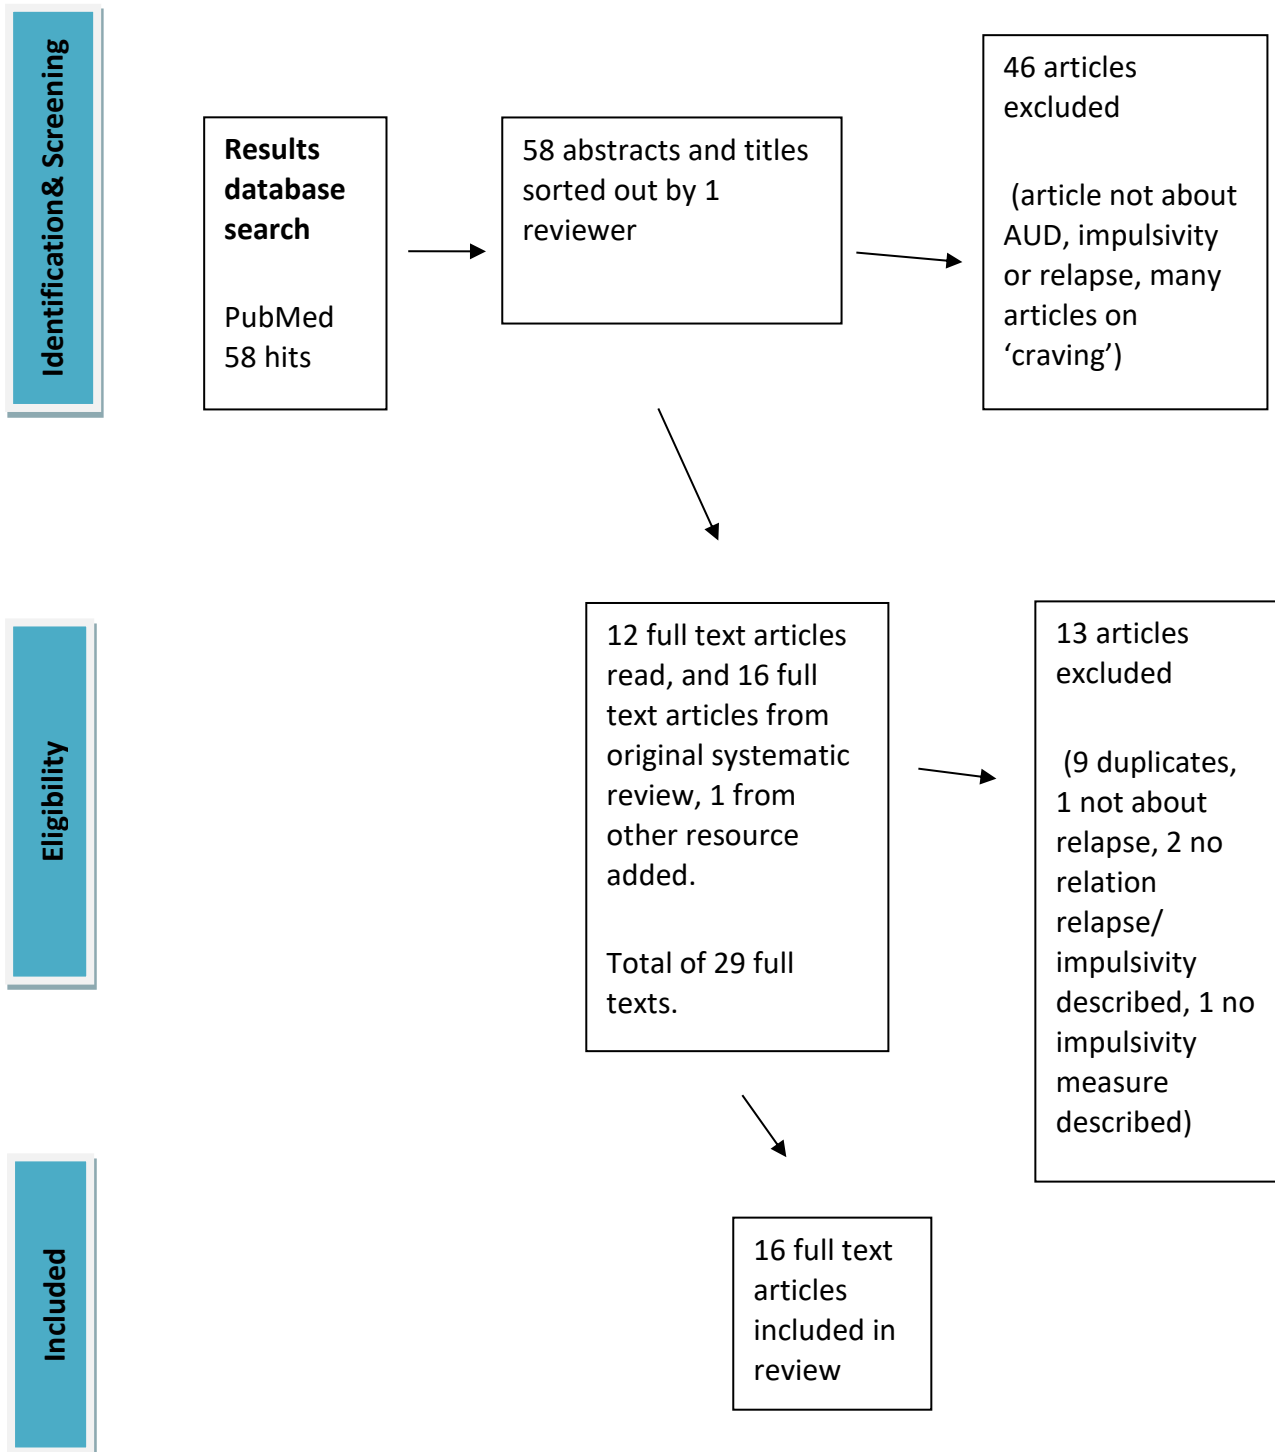 Identification& Screening
Results
database
search
PubMed
58 hits
58 abstracts and titles
sorted out by 1
reviewer
46 articles
excluded
(article not about
AUD, impulsivity
or relapse, many
articles on
‘craving’)
Eligibility
12 full text articles
read, and 16 full
text articles from
original systematic
review, 1 from
other resource
added.
Total of 29 full
texts.
13 articles
excluded
(9 duplicates,
1 not about
relapse, 2 no
relation
relapse/
impulsivity
described, 1 no
impulsivity
measure
described)
Included
16 full text
articles
included in
review